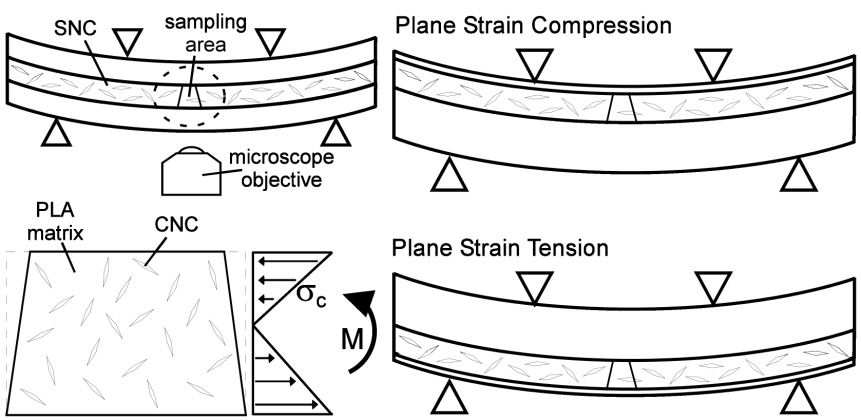 SNC
sampling
area
Plane Strain Compression
microscope
objective
PLA
matrix
CNC
σc
M
Plane Strain Tension